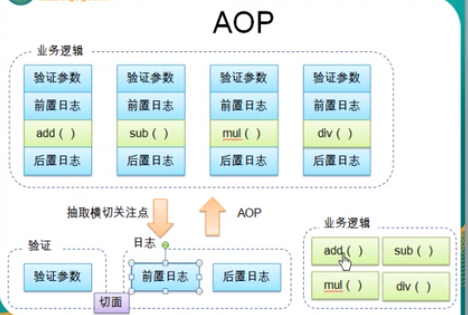 AOP
业务逻辑
验证参数 验证参数 验证参数 验证参数
前置日志 前置日志 前置日志 前置日志
add ( ) sub ( ) mul ( ) div ( )
后置日志 后置日志 后置日志 后置日志
抽取横切关注点 AOP
验证 日志 业务逻辑
add ( ) sub ( )
验证参数 前置日志 后置日志
mul ( ) div ( )
切面